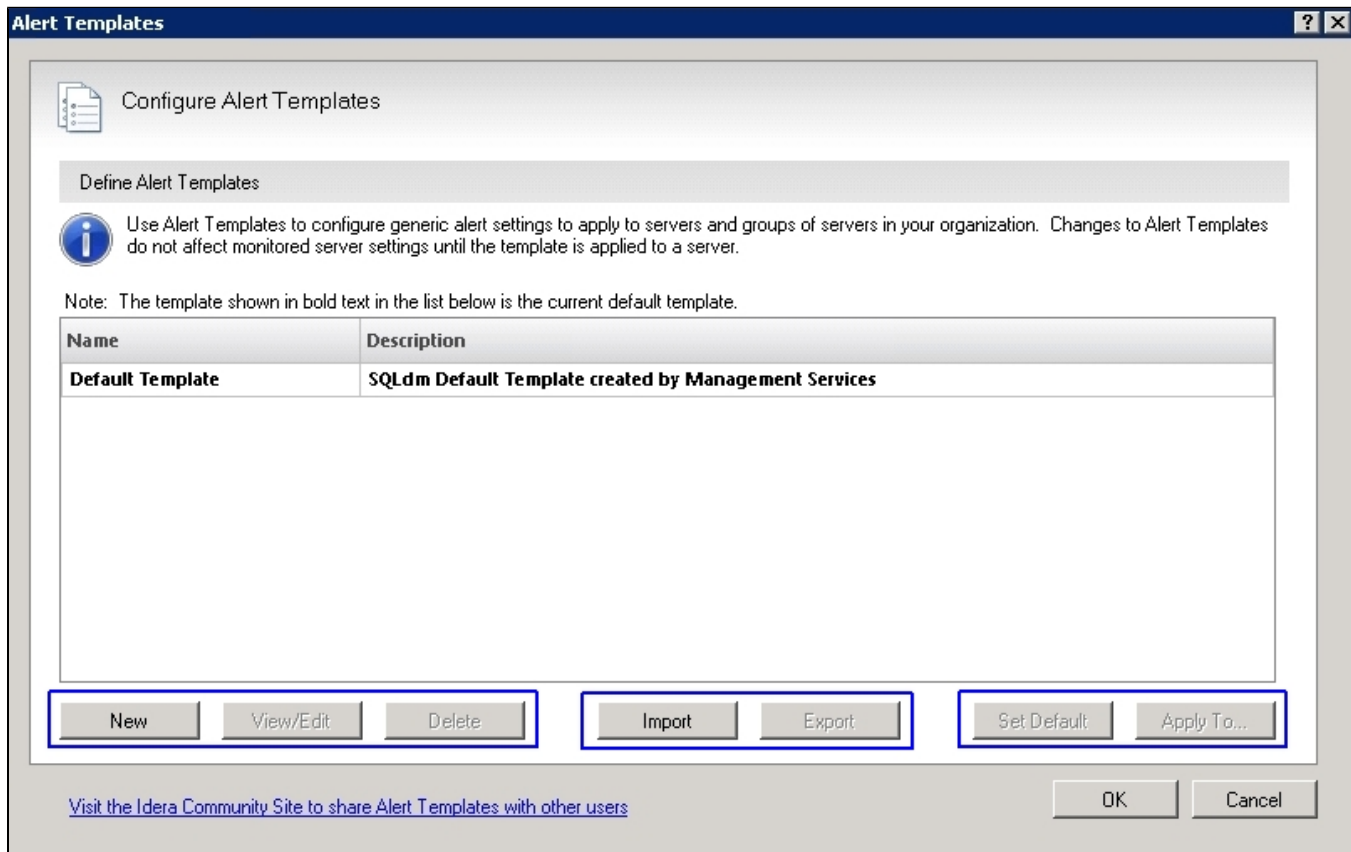 Alert Templates
Configure Alert Templates
Define Alert Templates
Use Alert Templates to configure generic alert settings to apply to servers and groups of servers in your organization. Changes to Alert Templates
do not affect monitored server settings until the template is applied to a server.
Note: The template shown in bold text in the list below is the current default template.
Name Description
Default Template SQLdm Default Template created by Management Services
New View/Edit Delete Import Export Set Default Apply To...
Visit the Idera Community Site to share Alert Templates with other users
OK Cancel